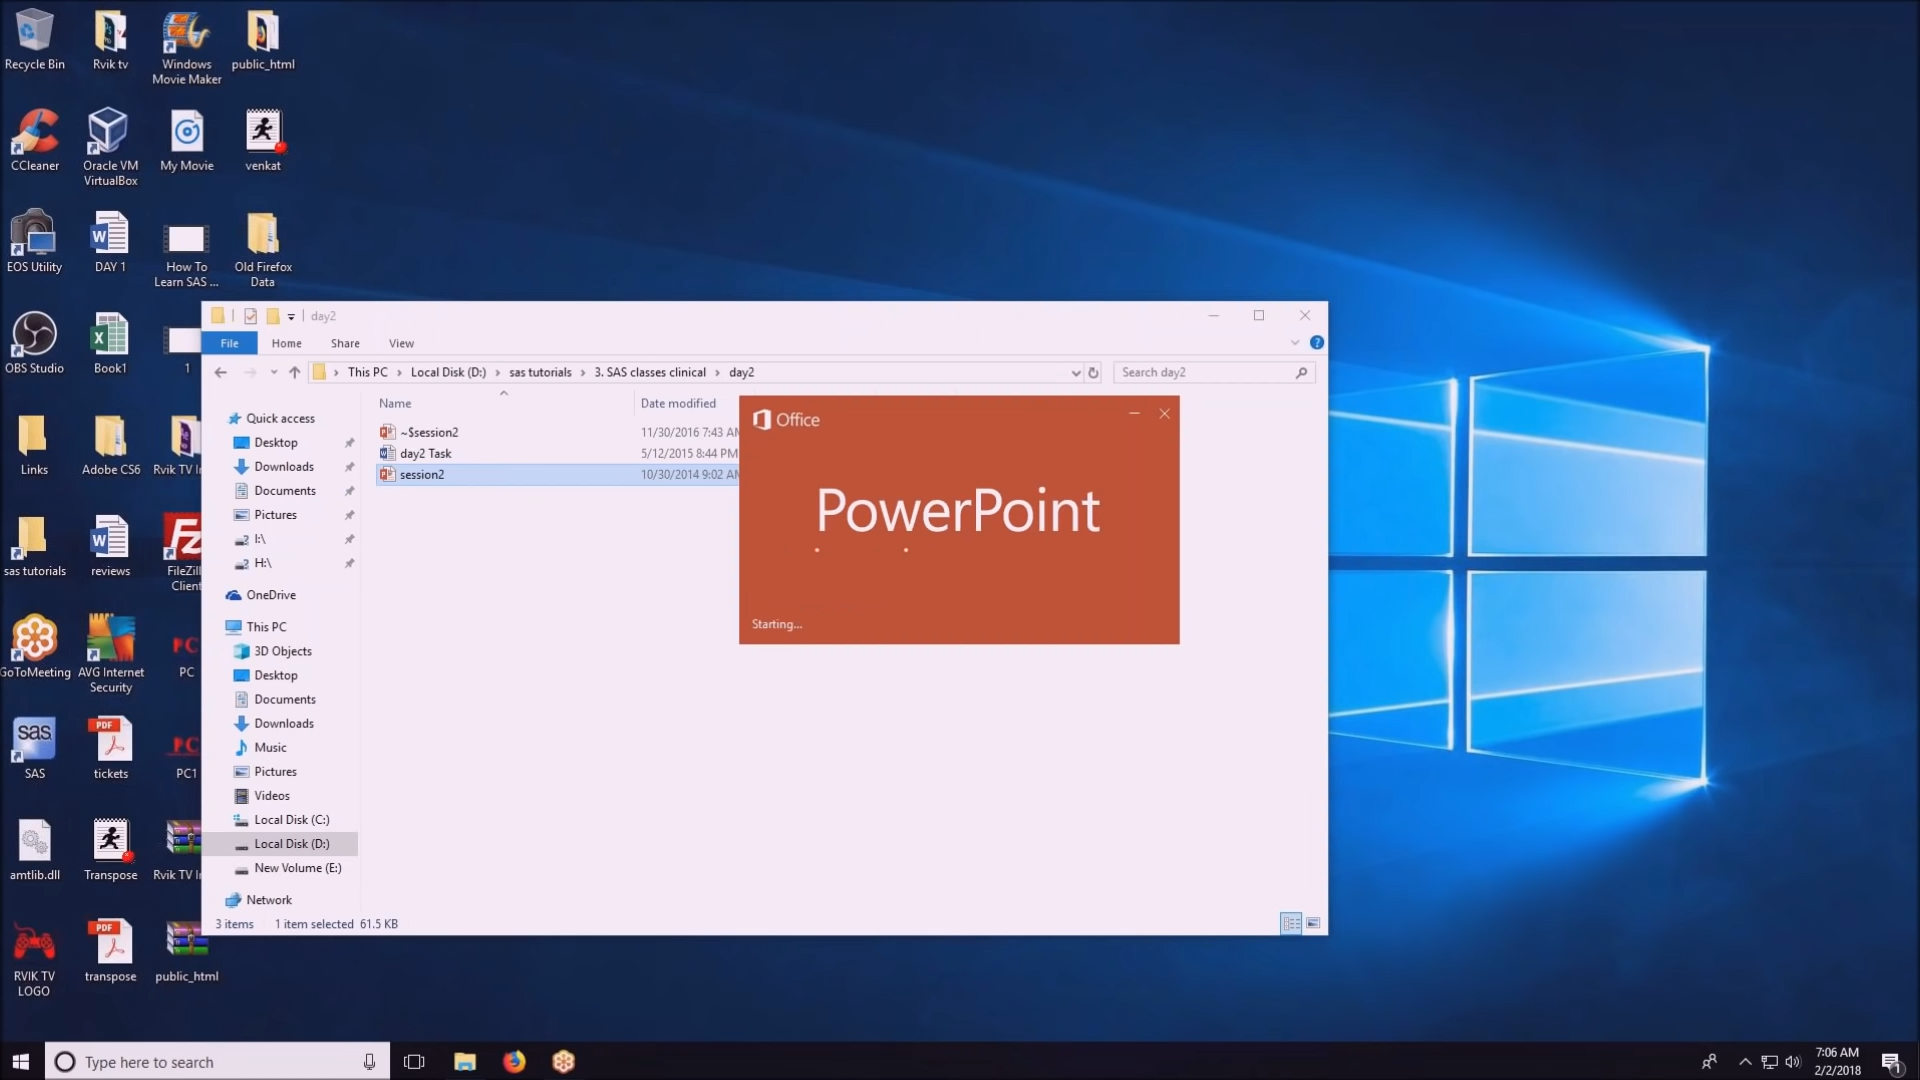 Recycle Bin
Rvik tv
Windows
Movie Maker
public_html
CCleaner
Oracle VM
VirtualBox
My Movie
venkat
EOS Utility
DAY 1
How To
Learn SAS ...
Old Firefox
Data
OBS Studio
Book1
1
Links
Adobe CS6
Rvik TV
sas tutorials
reviews
Client
GoToMeeting
AVG Internet
Security
PC
SAS
tickets
PC1
amtlib.dll
Transpose
Rvik TV
RVIK TV
LOGO
transpose
public_html
day2
File
Home
Share
View
This PC
Local Disk (D:)
sas tutorials
3. SAS classes clinical
day2
Search day2
Name
Date modified
~$session2
11/30/2016 7:43 AM
day2 Task
5/12/2015 8:44 PM
session2
10/30/2014 9:02 AM
Quick access
Desktop
Downloads
Documents
Pictures
I:\
H:\
OneDrive
This PC
3D Objects
Desktop
Documents
Downloads
Music
Pictures
Videos
Local Disk (C:)
Local Disk (D:)
New Volume (E:)
Network
3 items
1 item selected 61.5 KB
Office
PowerPoint
Starting...
Type here to search
7:06 AM
2/2/2018
1